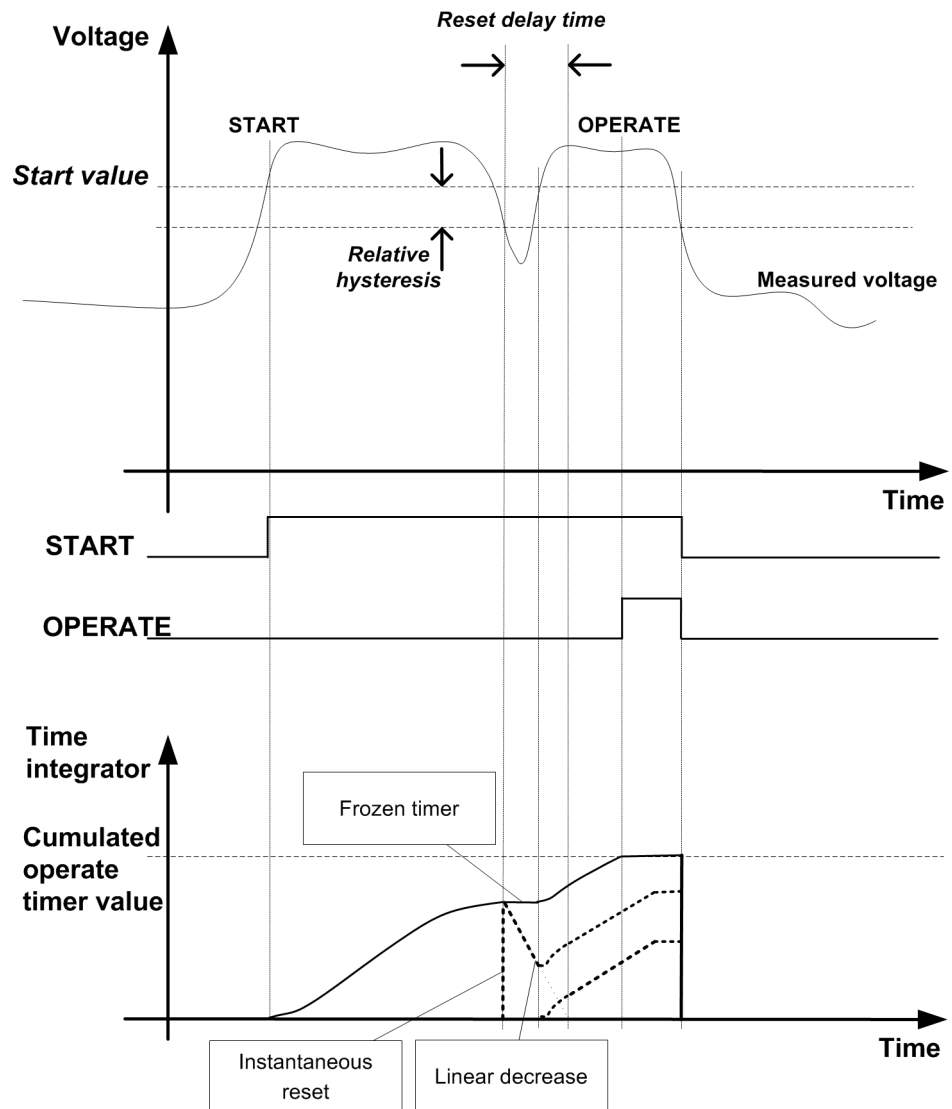 Reset delay time
Voltage
START
OPERATE
Start value
Relative
hysteresis
Measured voltage
Time
START
OPERATE
Time
integrator
Frozen timer
Cumulated
operate
timer value
Time
Instantaneous
reset
Linear decrease